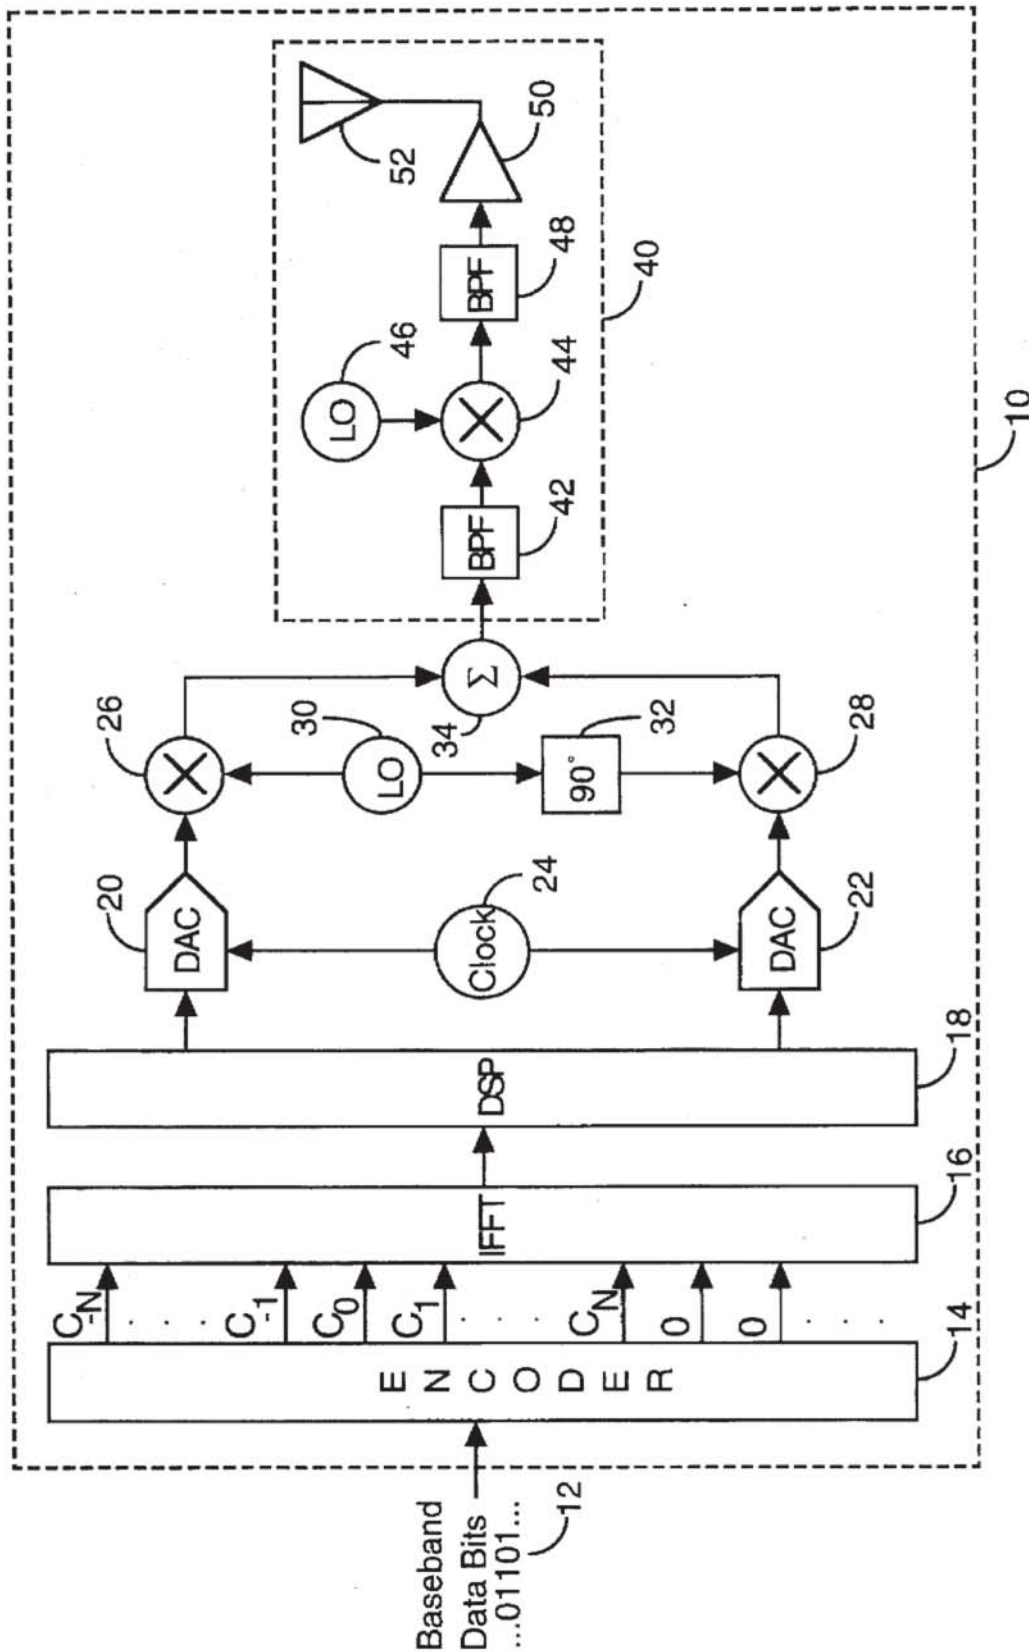 Baseband
Data Bits
...01101...
12
E N C O D E R
14
C-N
C-1
C0
C1
CN
0
0
IFFT
16
DSP
18
DAC
20
Clock
24
DAC
22
26
LO
30
90°
32
28
Σ
34
BPF
42
44
LO
46
BPF
48
50
52
40
10